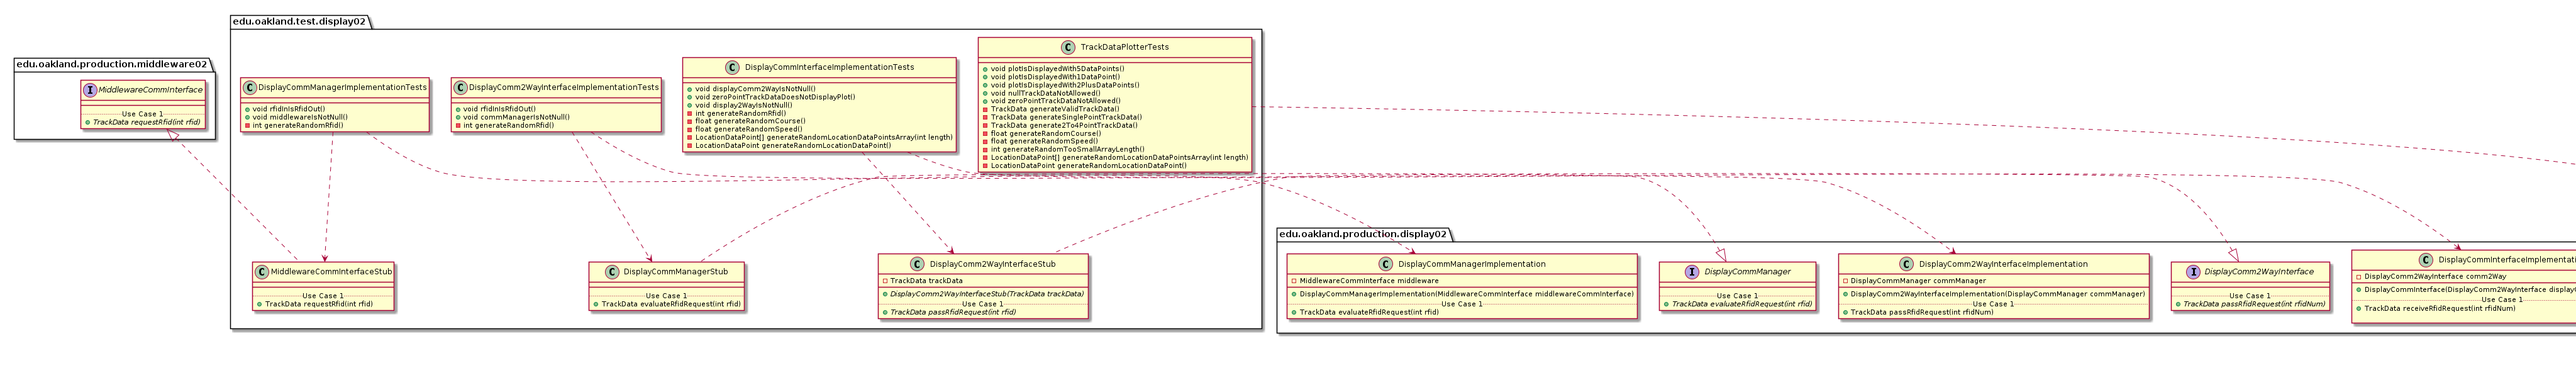 edu.oakland.production.middleware02
I MiddlewareCommInterface
Use Case 1
TrackData requestRfid(int rfid)
edu.oakland.test.display02
C DisplayCommManagerImplementationTests
void rfidInIsRfidOut()
void middlewareIsNotNull()
int generateRandomRfid()
C DisplayComm2WayInterfaceImplementationTests
void rfidInIsRfidOut()
void commManagerIsNotNull()
int generateRandomRfid()
C DisplayCommInterfaceImplementationTests
void displayComm2WayIsNotNull()
void zeroPointTrackDataDoesNotDisplayPlot()
void display2WayIsNotNull()
int generateRandomRfid()
float generateRandomCourse()
float generateRandomSpeed()
LocationDataPoint[] generateRandomLocationDataPointsArray(int length)
LocationDataPoint generateRandomLocationDataPoint()
C TrackDataPlotterTests
void plotIsDisplayedWith5DataPoints()
void plotIsDisplayedWith1DataPoint()
void plotIsDisplayedWith2PlusDataPoints()
void nullTrackDataNotAllowed()
void zeroPointTrackDataNotAllowed()
TrackData generateValidTrackData()
TrackData generateSinglePointTrackData()
TrackData generate2To4PointTrackData()
float generateRandomCourse()
float generateRandomSpeed()
int generateRandomTooSmallArrayLength()
LocationDataPoint[] generateRandomLocationDataPointsArray(int length)
LocationDataPoint generateRandomLocationDataPoint()
C MiddlewareCommInterfaceStub
Use Case 1
TrackData requestRfid(int rfid)
C DisplayCommManagerStub
Use Case 1
TrackData evaluateRfidRequest(int rfid)
C DisplayComm2WayInterfaceStub
TrackData trackData
DisplayComm2WayInterfaceStub(TrackData trackData)
Use Case 1
TrackData passRfidRequest(int rfid)
edu.oakland.production.display02
C DisplayCommManagerImplementation
MiddlewareCommInterface middleware
DisplayCommManagerImplementation(MiddlewareCommInterface middlewareCommInterface)
Use Case 1
TrackData evaluateRfidRequest(int rfid)
I DisplayCommManager
Use Case 1
TrackData evaluateRfidRequest(int rfid)
C DisplayComm2WayInterfaceImplementation
DisplayCommManager commManager
DisplayComm2WayInterfaceImplementation(DisplayCommManager commManager)
Use Case 1
TrackData passRfidRequest(int rfidNum)
I DisplayComm2WayInterface
Use Case 1
TrackData passRfidRequest(int rfidNum)
C DisplayCommInterfaceImplementati
DisplayComm2WayInterface comm2Way
DisplayCommInterface(DisplayComm2WayInterface display
Use Case 1
TrackData receiveRfidRequest(int rfidNum)